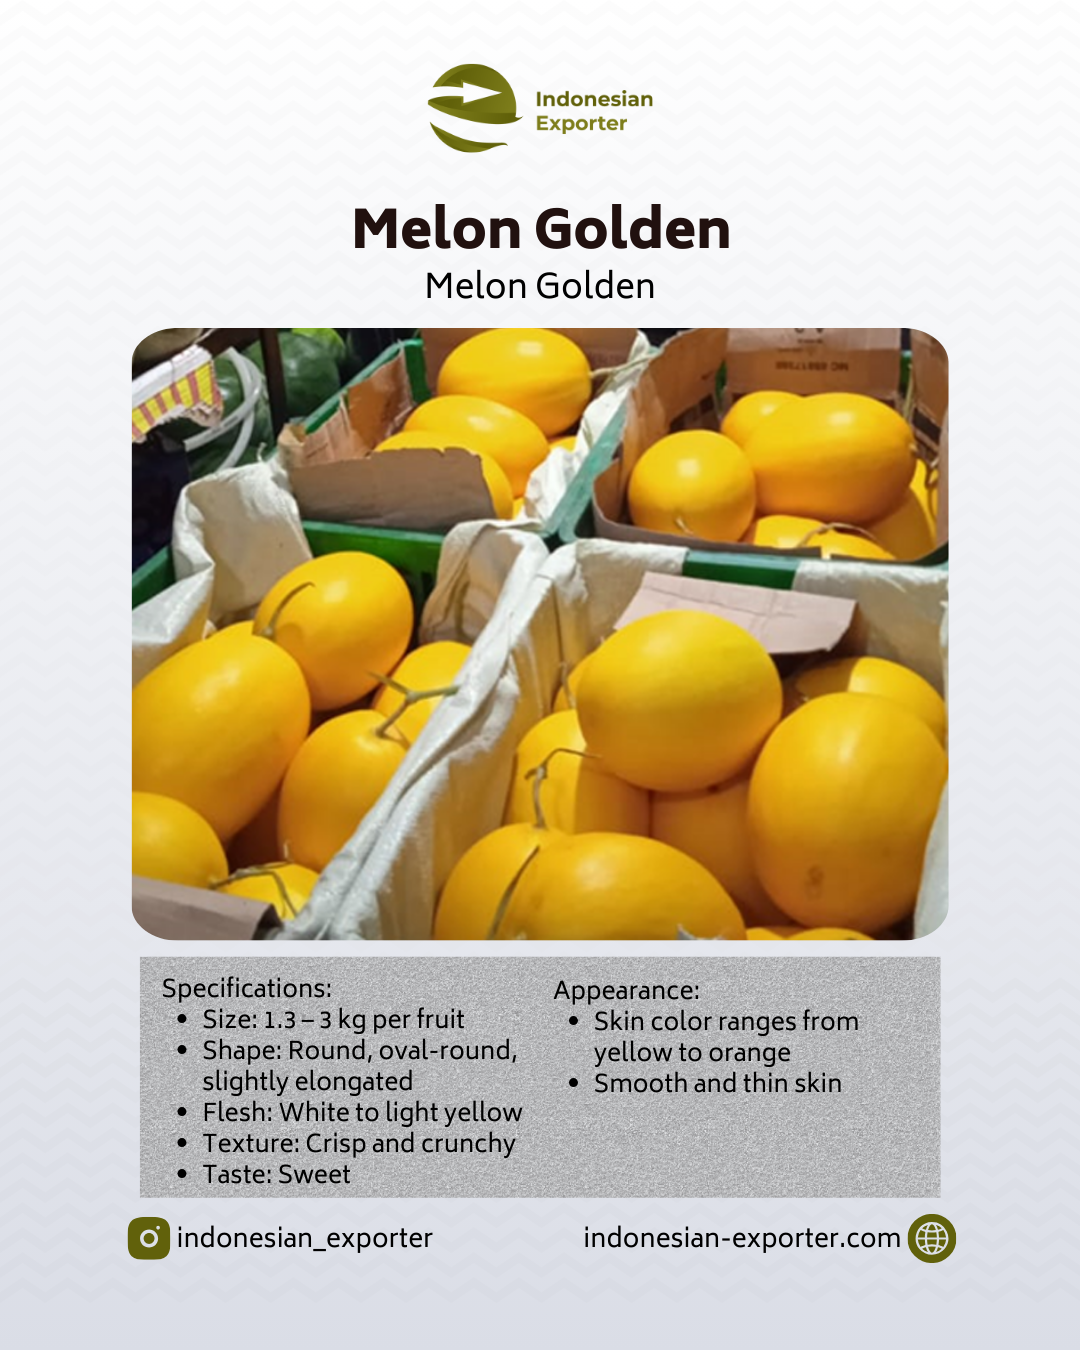 Indonesian
Exporter
Melon Golden
Melon Golden
Specifications:
• Size: 1.3 – 3 kg per fruit
• Shape: Round, oval-round,
slightly elongated
• Flesh: White to light yellow
• Texture: Crisp and crunchy
• Taste: Sweet
Appearance:
• Skin color ranges from
yellow to orange
• Smooth and thin skin
indonesian_exporter
indonesian-exporter.com